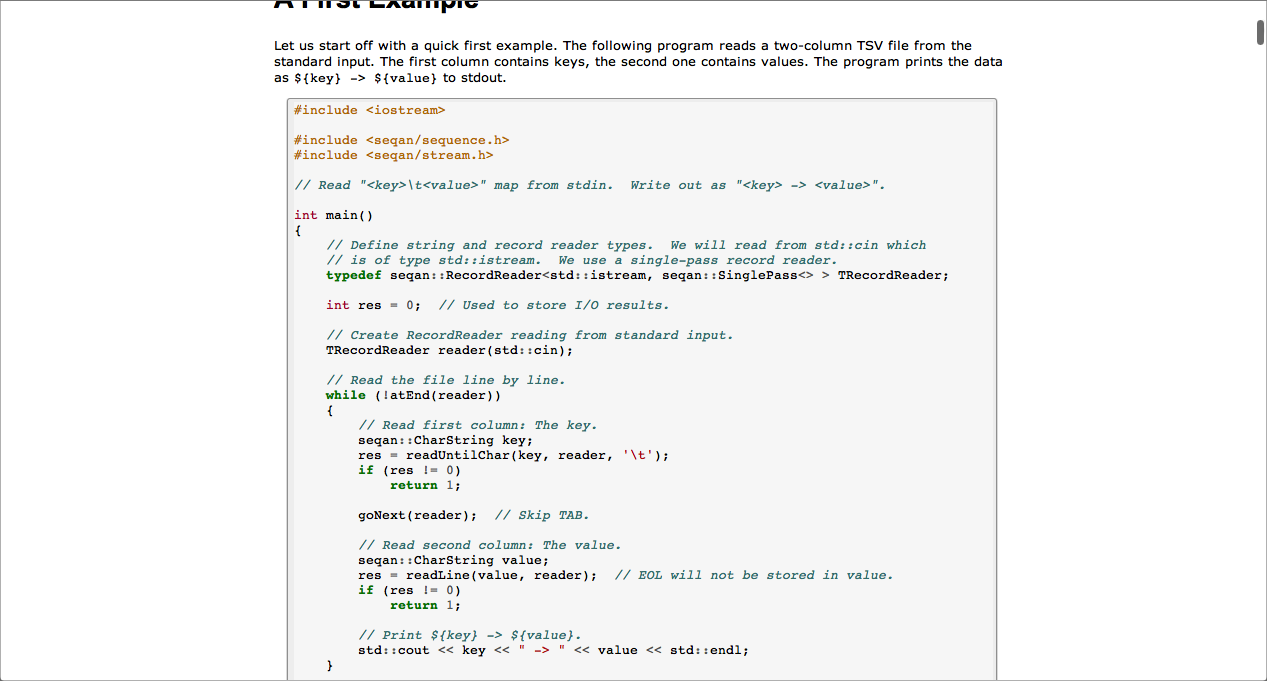 A First Example
Let us start off with a quick first example. The following program reads a two-column TSV file from the
standard input. The first column contains keys, the second one contains values. The program prints the data
as ${key} -> ${value} to stdout.
#include <iostream>
#include <seqan/sequence.h>
#include <seqan/stream.h>
// Read "<key>\t<value>" map from stdin.  Write out as "<key> -> <value>".
int main()
{
    // Define string and record reader types.  We will read from std::cin which
    // is of type std::istream.  We use a single-pass record reader.
    typedef seqan::RecordReader<std::istream, seqan::SinglePass<> > TRecordReader;
    int res = 0;  // Used to store I/O results.
    // Create RecordReader reading from standard input.
    TRecordReader reader(std::cin);
    // Read the file line by line.
    while (!atEnd(reader))
    {
        // Read first column: The key.
        seqan::CharString key;
        res = readUntilChar(key, reader, '\t');
        if (res != 0)
            return 1;
        goNext(reader);  // Skip TAB.
        // Read second column: The value.
        seqan::CharString value;
        res = readLine(value, reader);  // EOL will not be stored in value.
        if (res != 0)
            return 1;
        // Print ${key} -> ${value}.
        std::cout << key << " -> " << value << std::endl;
    }